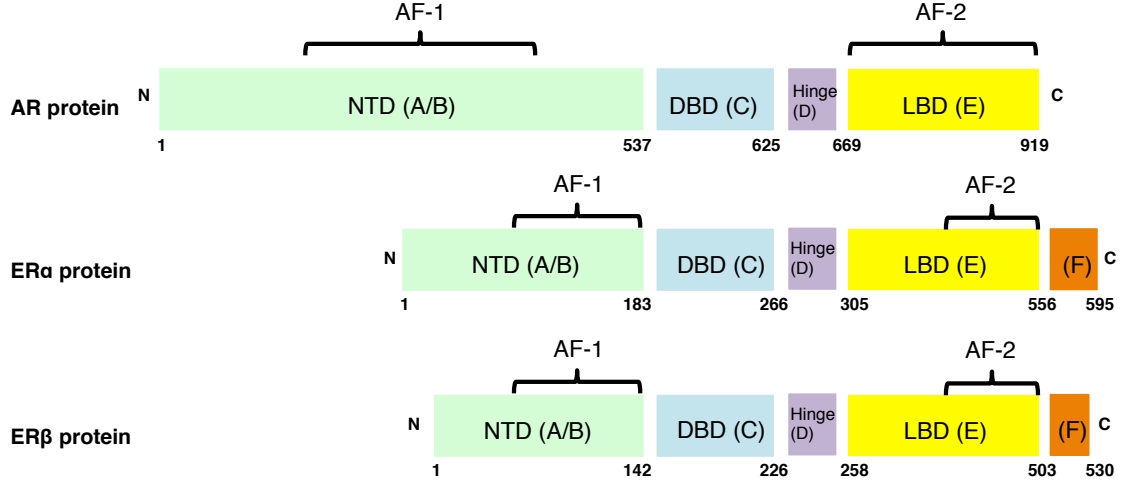 AF-1 AF-2
AR protein N NTD (A/B) DBD (C) Hinge (D) LBD (E) C
1 537 625 669 919
AF-1 AF-2
ERα protein N NTD (A/B) DBD (C) Hinge (D) LBD (E) (F) C
1 183 266 305 556 595
AF-1 AF-2
ERβ protein N NTD (A/B) DBD (C) Hinge (D) LBD (E) (F) C
1 142 226 258 503 530